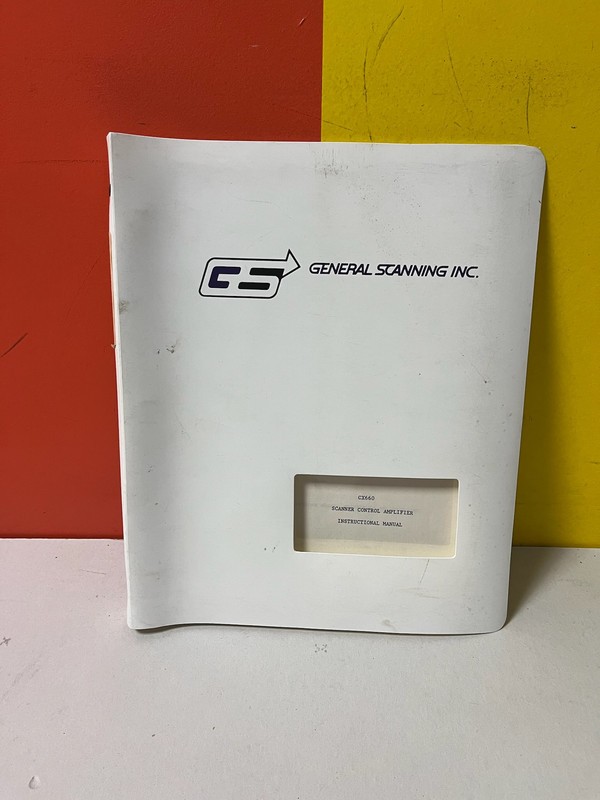 GS GENERAL SCANNING INC.
CX660
SCANNER CONTROL AMPLIFIER
INSTRUCTIONAL MANUAL